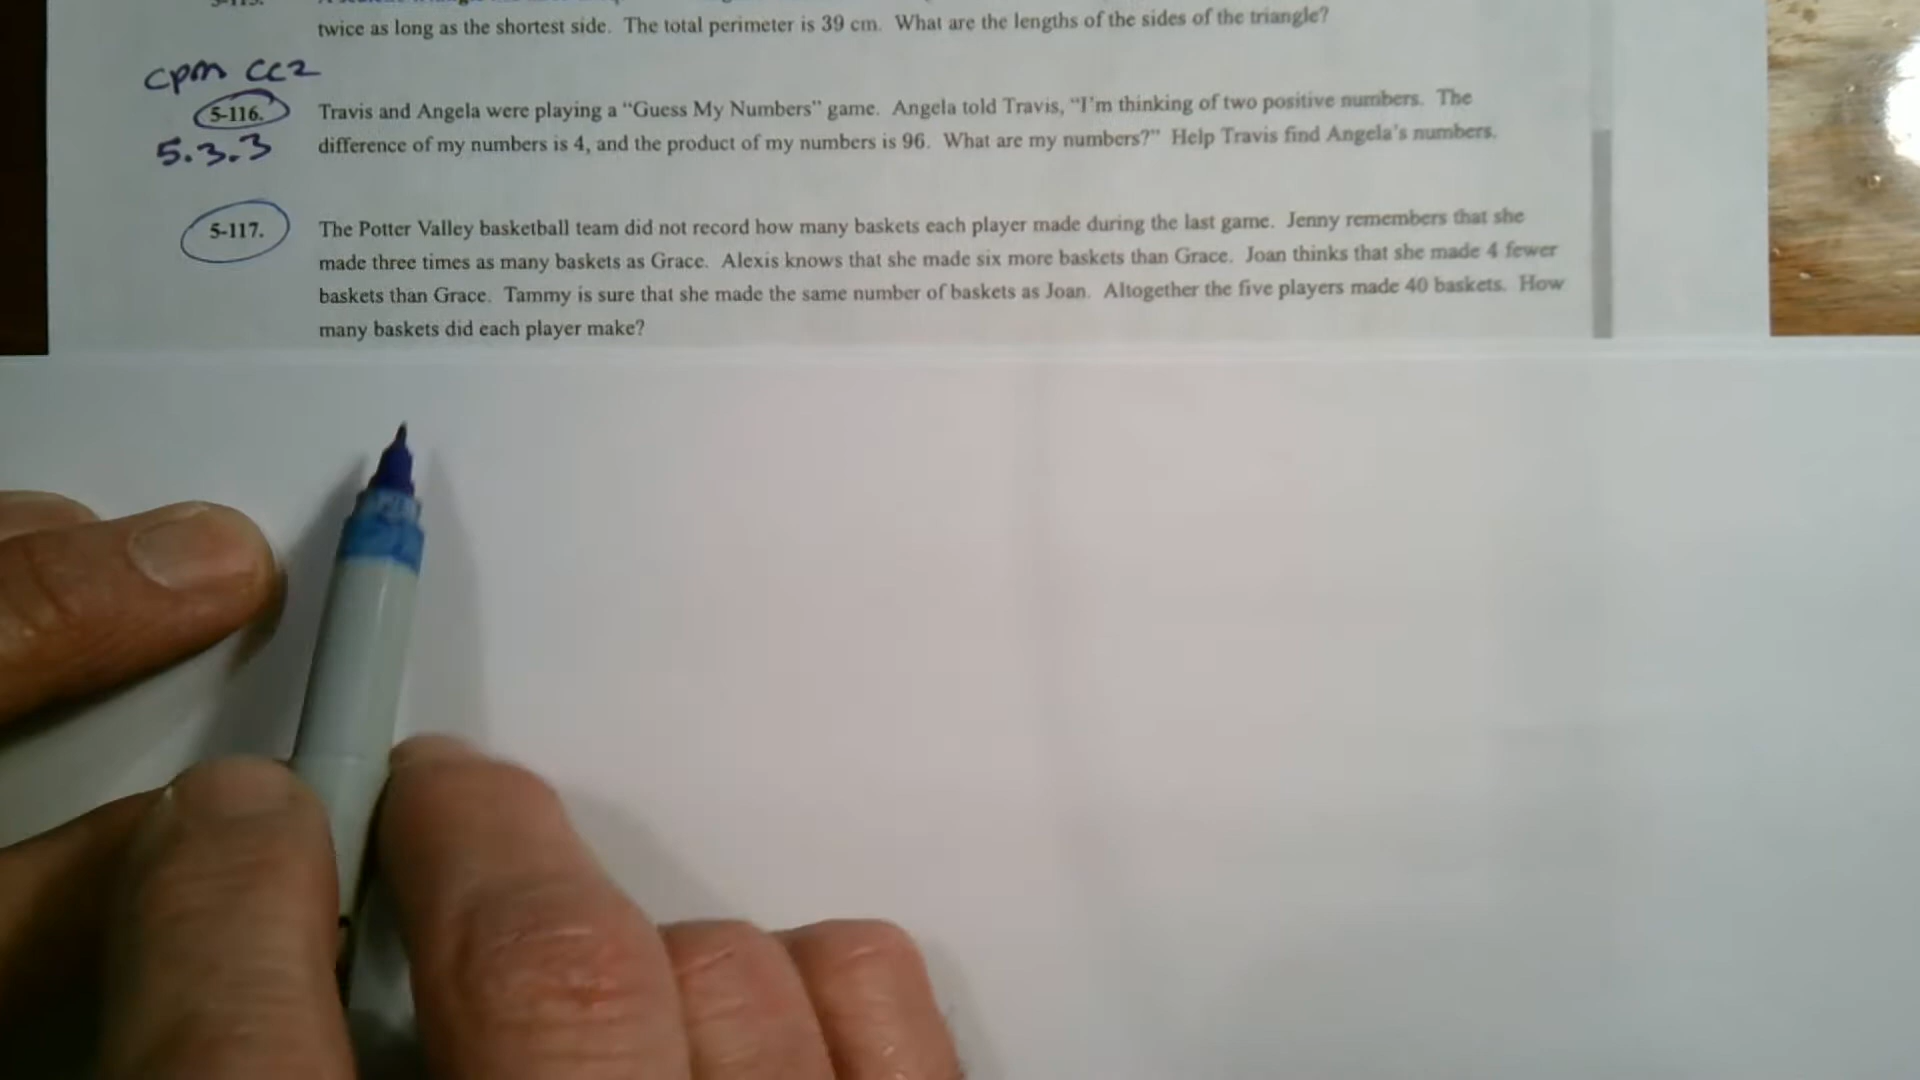 twice as long as the shortest side. The total perimeter is 39 cm. What are the lengths of the sides of the triangle?
cpm cc2
5-116. Travis and Angela were playing a “Guess My Numbers” game. Angela told Travis, “I’m thinking of two positive numbers. The
5.3.3 difference of my numbers is 4, and the product of my numbers is 96. What are my numbers?” Help Travis find Angela’s numbers.
5-117. The Potter Valley basketball team did not record how many baskets each player made during the last game. Jenny remembers that she
made three times as many baskets as Grace. Alexis knows that she made six more baskets than Grace. Joan thinks that she made 4 fewer
baskets than Grace. Tammy is sure that she made the same number of baskets as Joan. Altogether the five players made 40 baskets. How
many baskets did each player make?